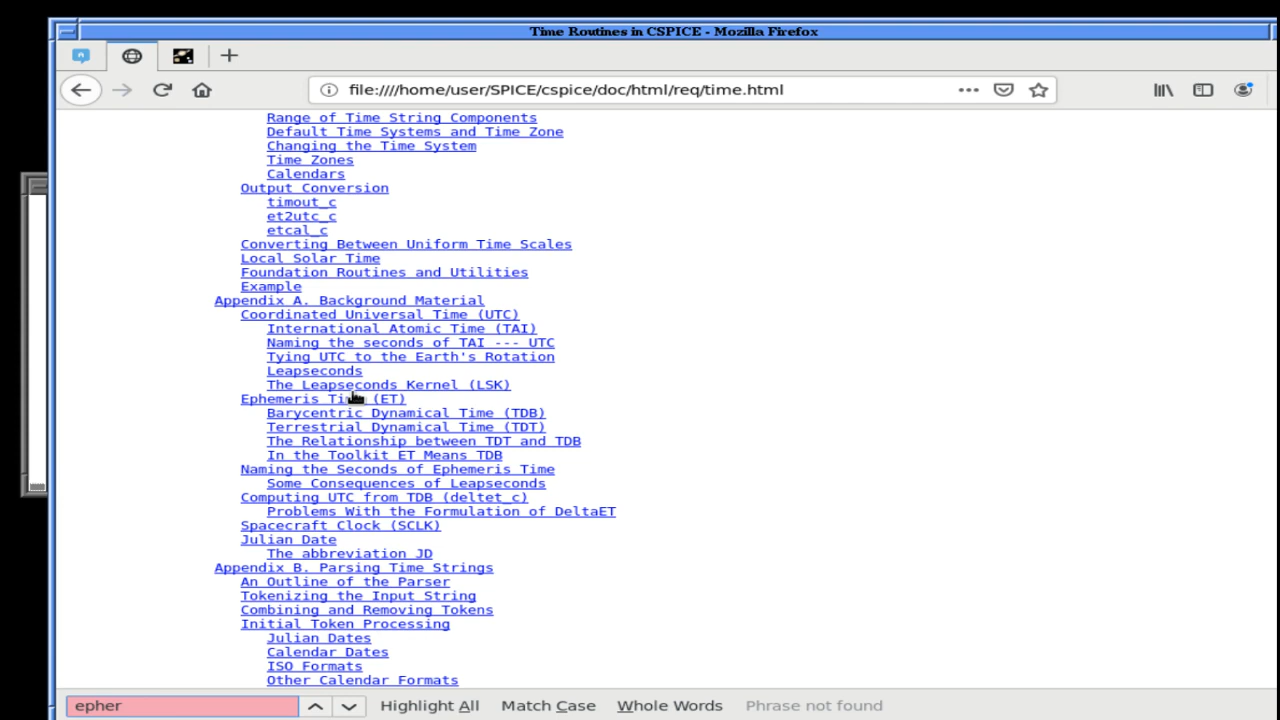 Time Routines in CSPICE - Mozilla Firefox
file:////home/user/SPICE/cspice/doc/html/req/time.html
Range of Time String Components
Default Time Systems and Time Zone
Changing the Time System
Time Zones
Calendars
Output Conversion
timout_c
et2utc_c
etcal_c
Converting Between Uniform Time Scales
Local Solar Time
Foundation Routines and Utilities
Example
Appendix A. Background Material
Coordinated Universal Time (UTC)
International Atomic Time (TAI)
Naming the seconds of TAI --- UTC
Tying UTC to the Earth's Rotation
Leapseconds
The Leapseconds Kernel (LSK)
Ephemeris Time (ET)
Barycentric Dynamical Time (TDB)
Terrestrial Dynamical Time (TDT)
The Relationship between TDT and TDB
In the Toolkit ET Means TDB
Naming the Seconds of Ephemeris Time
Some Consequences of Leapseconds
Computing UTC from TDB (deltet_c)
Problems With the Formulation of DeltaET
Spacecraft Clock (SCLK)
Julian Date
The abbreviation JD
Appendix B. Parsing Time Strings
An Outline of the Parser
Tokenizing the Input String
Combining and Removing Tokens
Initial Token Processing
Julian Dates
Calendar Dates
ISO Formats
Other Calendar Formats
epher Highlight All Match Case Whole Words Phrase not found